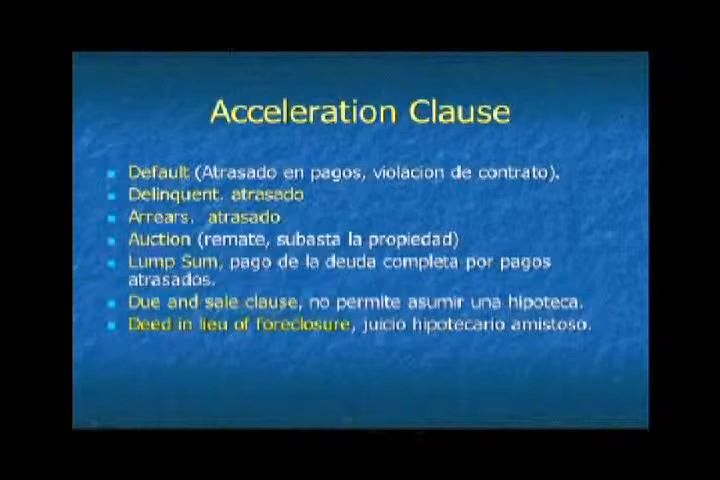 Acceleration Clause
Default (Atrasado en pagos, violacion de contrato).
Delinquent. atrasado
Arrears. atrasado
Auction (remate, subasta la propiedad)
Lump Sum, pago de la deuda completa por pagos
atrasados.
Due and sale clause, no permite asumir una hipoteca.
Deed in lieu of foreclosure, juicio hipotecario amistoso.